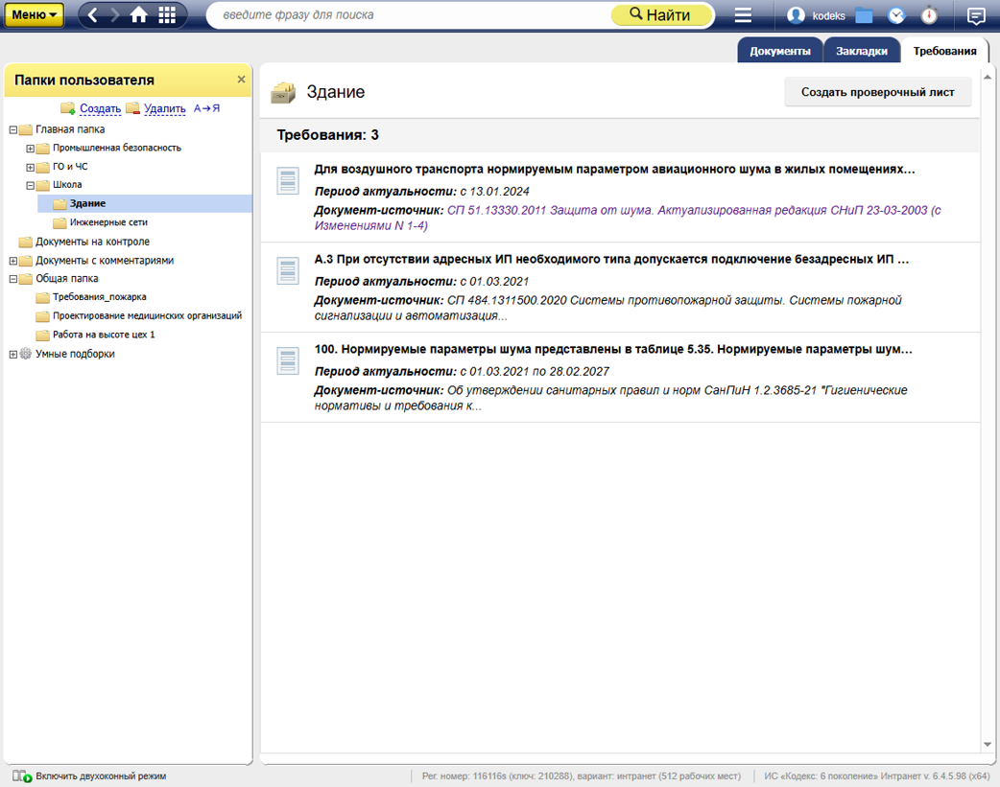 Меню
введите фразу для поиска
Найти
kodeks
Документы
Закладки
Требования
Папки пользователя
Создать Удалить А→Я
Главная папка
Промышленная безопасность
ГО и ЧС
Школа
Здание
Инженерные сети
Документы на контроле
Документы с комментариями
Общая папка
Требования_пожарка
Проектирование медицинских организаций
Работа на высоте цех 1
Умные подборки
Здание
Создать проверочный лист
Требования: 3
Для воздушного транспорта нормируемым параметром авиационного шума в жилых помещениях...
Период актуальности: с 13.01.2024
Документ-источник: СП 51.13330.2011 Защита от шума. Актуализированная редакция СНиП 23-03-2003 (с
Изменениями N 1-4)
А.3 При отсутствии адресных ИП необходимого типа допускается подключение безадресных ИП ...
Период актуальности: с 01.03.2021
Документ-источник: СП 484.1311500.2020 Системы противопожарной защиты. Системы пожарной
сигнализации и автоматизация...
100. Нормируемые параметры шума представлены в таблице 5.35. Нормируемые параметры шум...
Период актуальности: с 01.03.2021 по 28.02.2027
Документ-источник: Об утверждении санитарных правил и норм СанПиН 1.2.3685-21 "Гигиенические
нормативы и требования к...
Включить двухоконный режим
Рег. номер: 116116s (ключ: 210288), вариант: интранет (512 рабочих мест)
ИС «Кодекс: 6 поколение» Интранет v. 6.4.5.98 (x64)